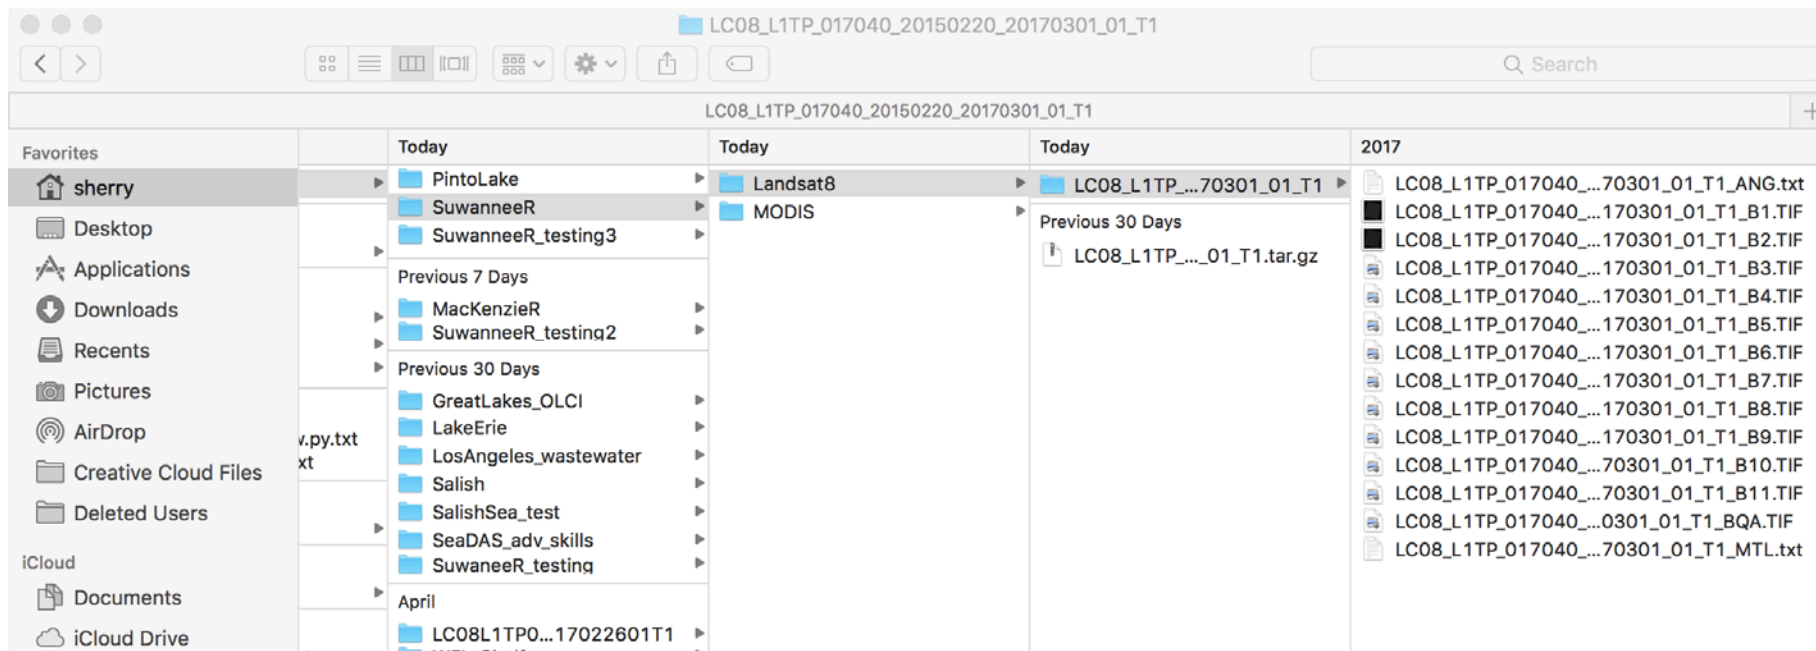 LC08_L1TP_017040_20150220_20170301_01_T1
Search
LC08_L1TP_017040_20150220_20170301_01_T1
Favorites
sherry
Desktop
Applications
Downloads
Recents
Pictures
AirDrop
Creative Cloud Files
Deleted Users
iCloud
Documents
iCloud Drive
.py.txt
xt
Today
PintoLake
SuwanneeR
SuwanneeR_testing3
Previous 7 Days
MacKenzieR
SuwanneeR_testing2
Previous 30 Days
GreatLakes_OLCI
LakeErie
LosAngeles_wastewater
Salish
SalishSea_test
SeaDAS_adv_skills
SuwaneeR_testing
April
LC08L1TP0...17022601T1
Today
Landsat8
MODIS
Today
LC08_L1TP_...70301_01_T1
Previous 30 Days
LC08_L1TP_..._01_T1.tar.gz
2017
LC08_L1TP_017040_...70301_01_T1_ANG.txt
LC08_L1TP_017040_...170301_01_T1_B1.TIF
LC08_L1TP_017040_...170301_01_T1_B2.TIF
LC08_L1TP_017040_...170301_01_T1_B3.TIF
LC08_L1TP_017040_...170301_01_T1_B4.TIF
LC08_L1TP_017040_...170301_01_T1_B5.TIF
LC08_L1TP_017040_...170301_01_T1_B6.TIF
LC08_L1TP_017040_...170301_01_T1_B7.TIF
LC08_L1TP_017040_...170301_01_T1_B8.TIF
LC08_L1TP_017040_...170301_01_T1_B9.TIF
LC08_L1TP_017040_...70301_01_T1_B10.TIF
LC08_L1TP_017040_...70301_01_T1_B11.TIF
LC08_L1TP_017040_...0301_01_T1_BQA.TIF
LC08_L1TP_017040_...70301_01_T1_MTL.txt